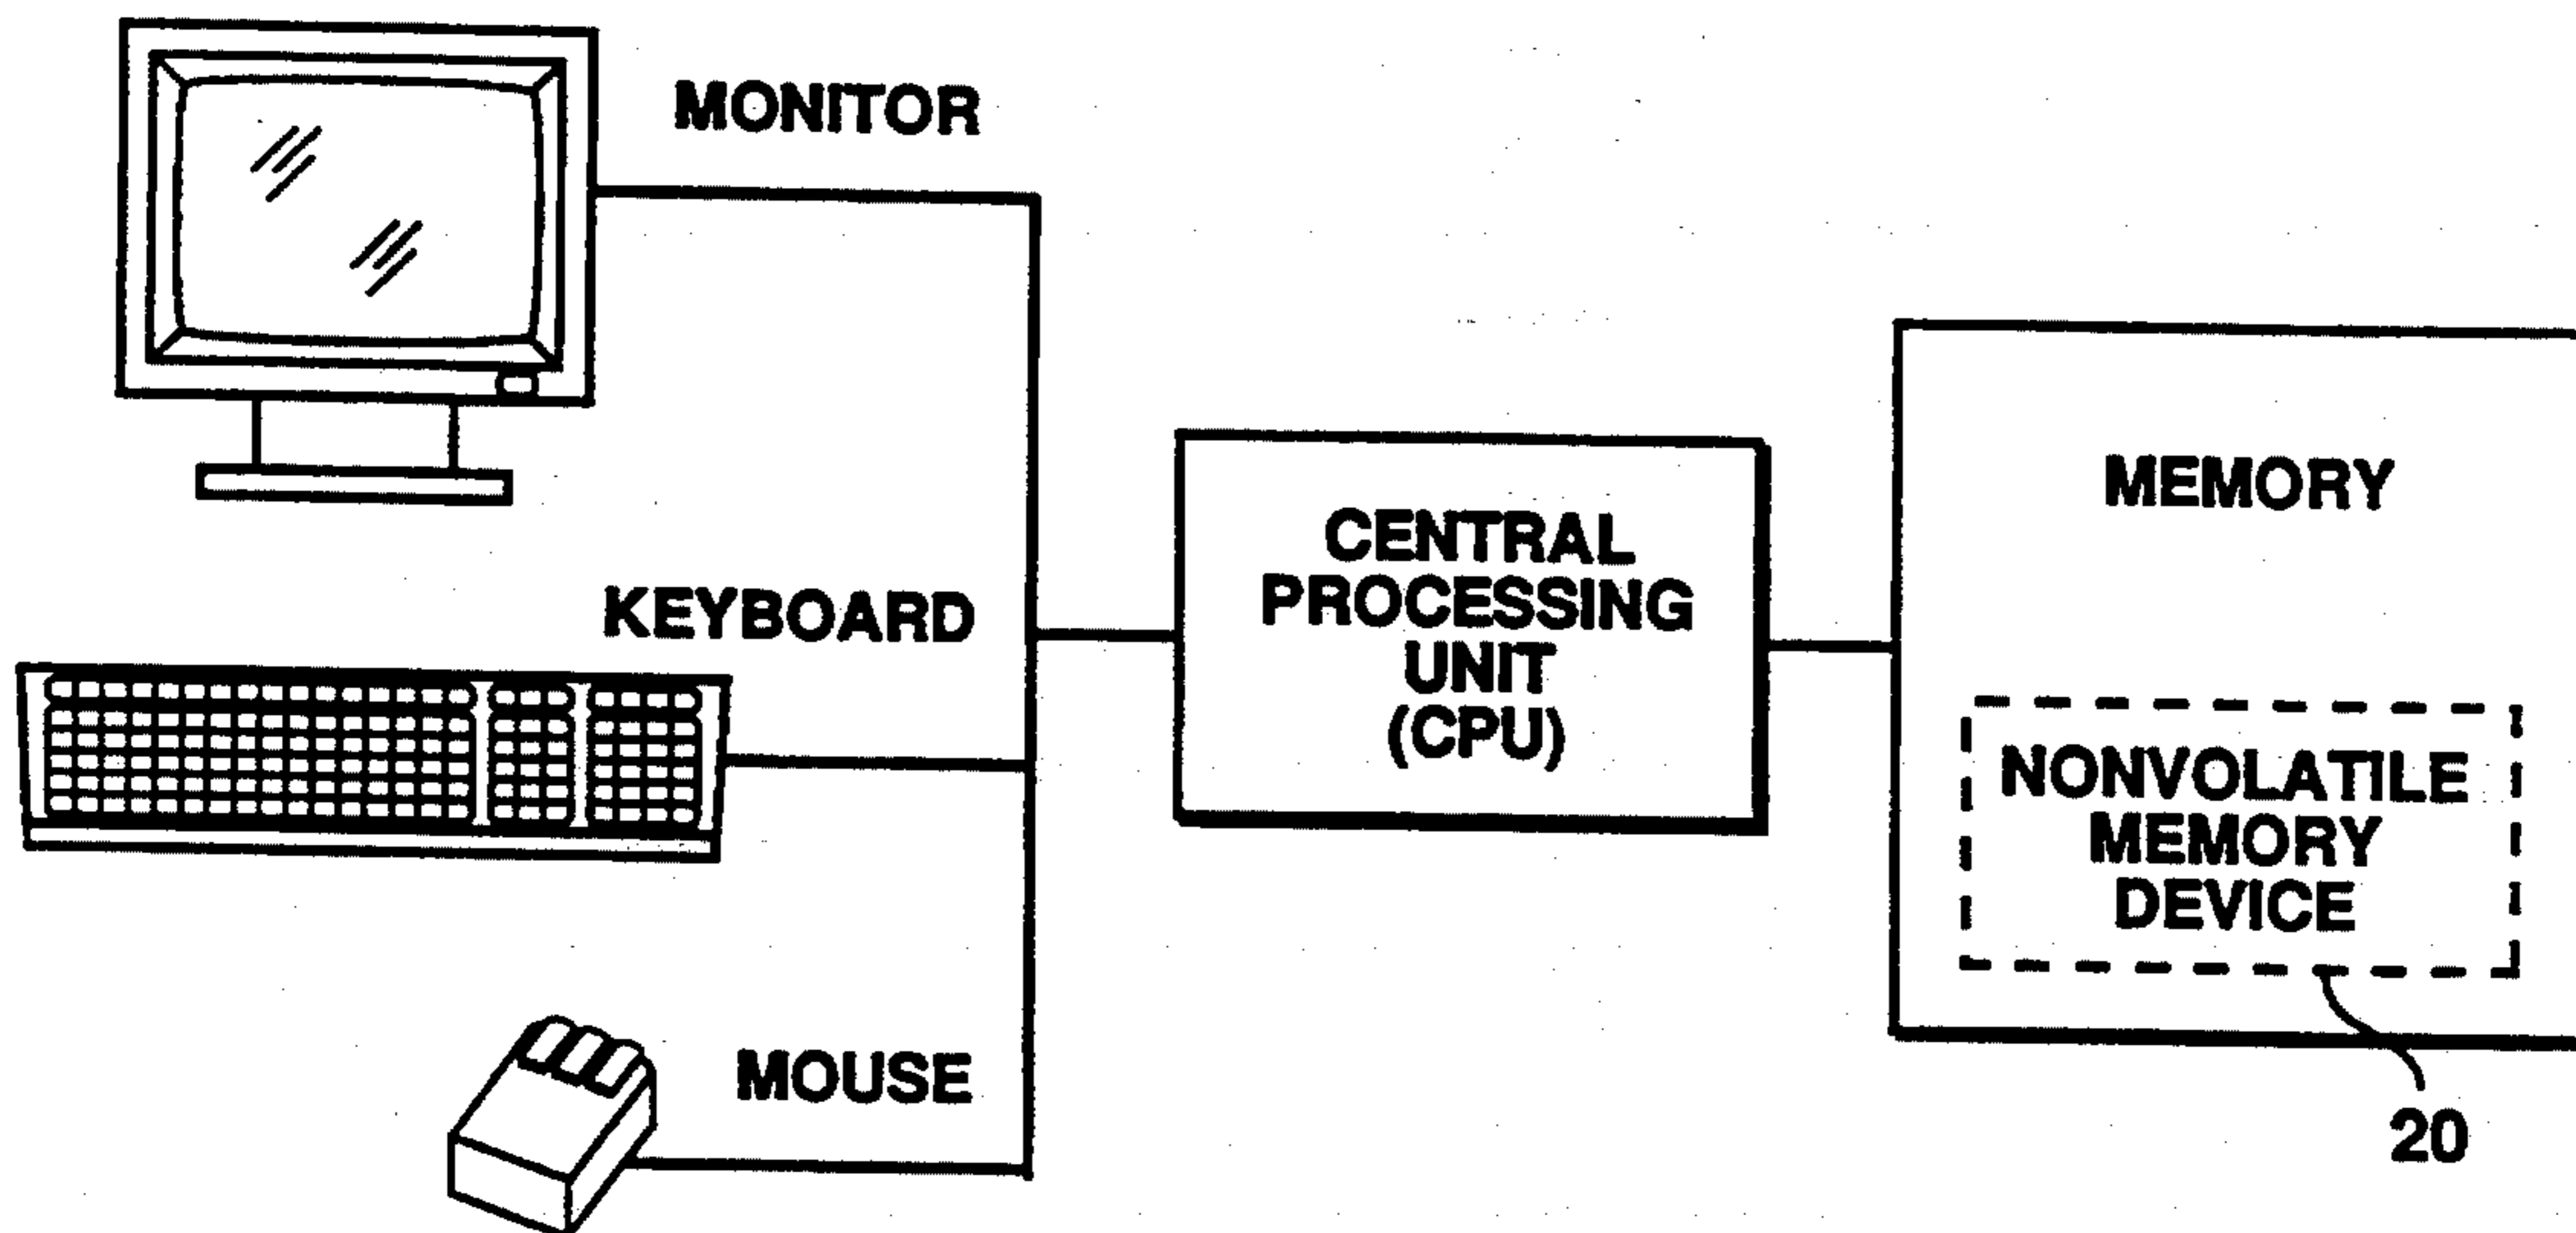 MONITOR
KEYBOARD
MOUSE
CENTRAL
PROCESSING
UNIT
(CPU)
MEMORY
NONVOLATILE
MEMORY
DEVICE
20